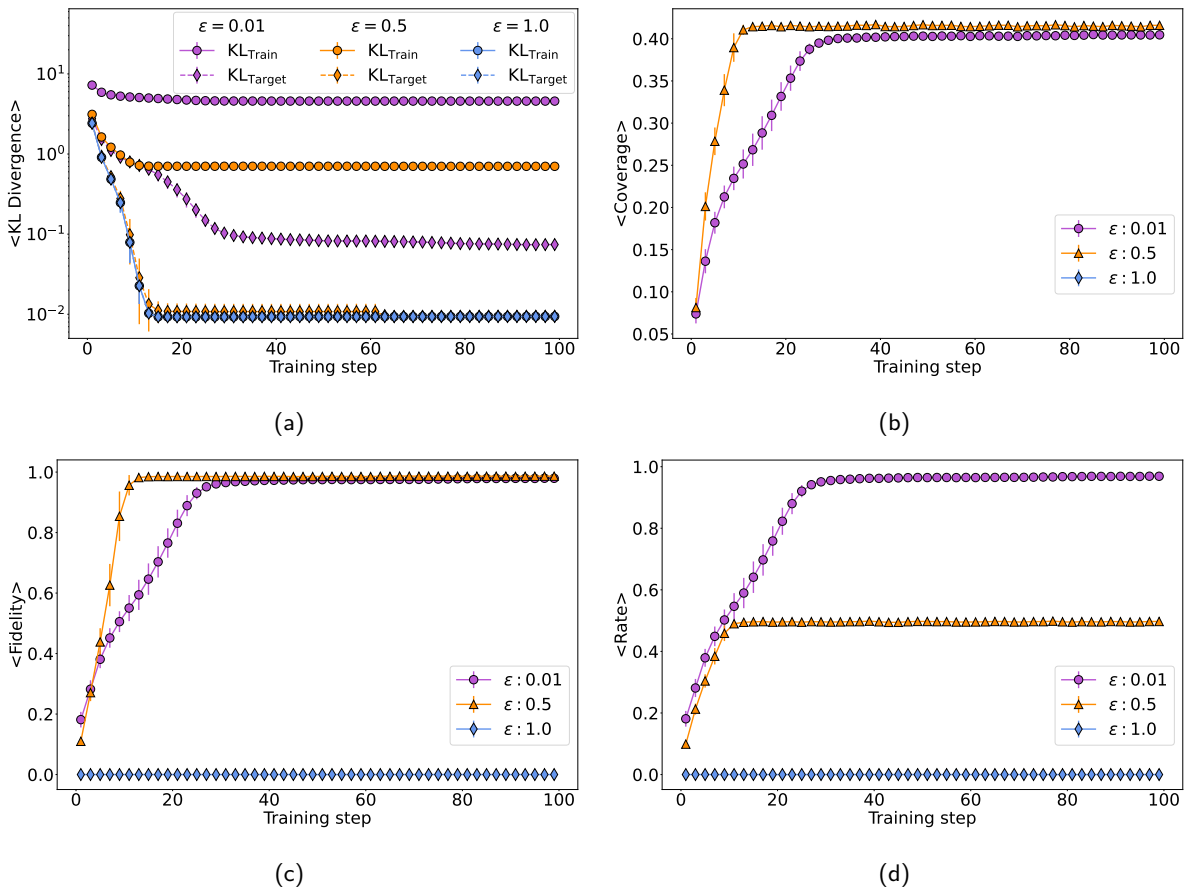 ε = 0.01 ε = 0.5 ε = 1.0
KL_Train KL_Train KL_Train
KL_Target KL_Target KL_Target
10^1
10^0
10^−1
10^−2
<KL Divergence>
0 20 40 60 80 100
Training step
(a)
0.40
0.35
0.30
0.25
0.20
0.15
0.10
0.05
<Coverage>
ε : 0.01
ε : 0.5
ε : 1.0
0 20 40 60 80 100
Training step
(b)
1.0
0.8
0.6
0.4
0.2
0.0
<Fidelity>
ε : 0.01
ε : 0.5
ε : 1.0
0 20 40 60 80 100
Training step
(c)
1.0
0.8
0.6
0.4
0.2
0.0
<Rate>
ε : 0.01
ε : 0.5
ε : 1.0
0 20 40 60 80 100
Training step
(d)